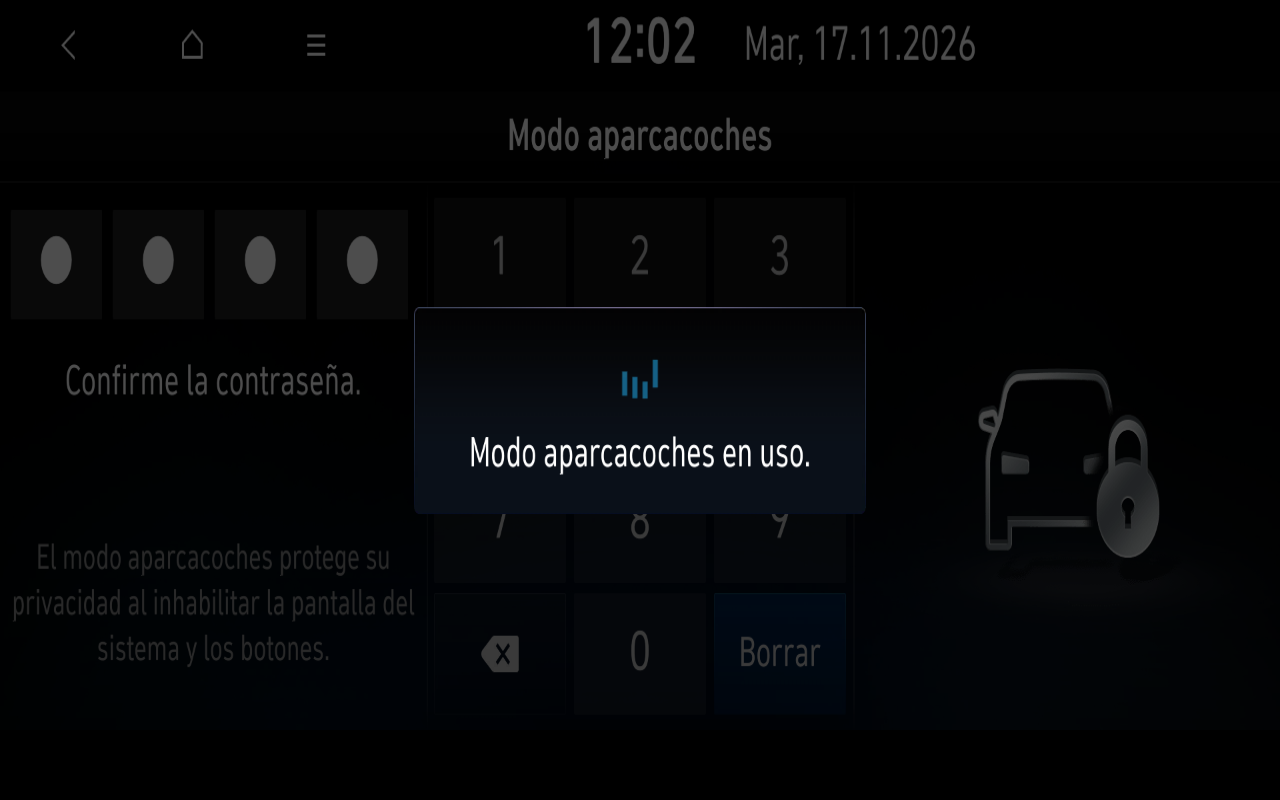 12:02 Mar, 17.11.2026
Modo aparcacoches
1 2 3
Confirme la contraseña.
Modo aparcacoches en uso.
7 8 9
El modo aparcacoches protege su
privacidad al inhabilitar la pantalla del
sistema y los botones.
0 Borrar